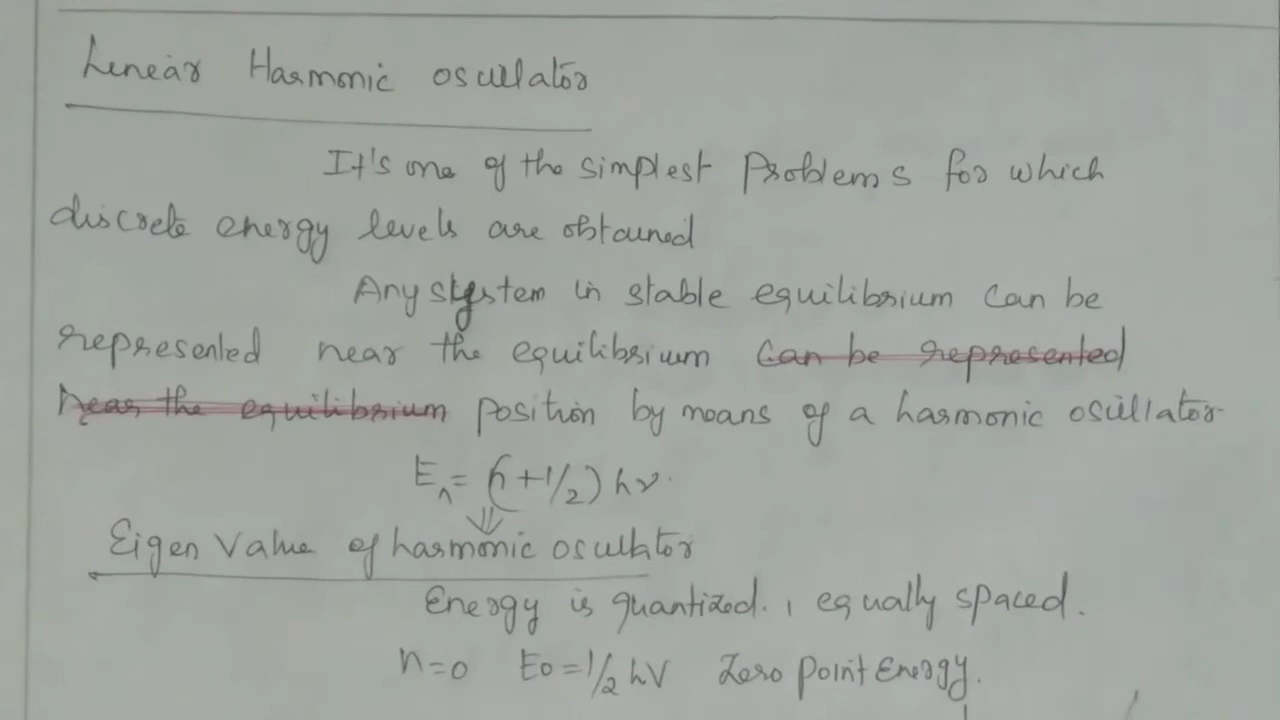 Linear Harmonic oscillator
It's one of the simplest Problems for which
discrete energy levels are obtained
Any system in stable equilibrium can be
represented near the equilibrium can be represented
near the equilibrium position by means of a harmonic oscillator
Eₙ = (n+1/2) hν.
⇓
Eigen Value of harmonic oscillator
Energy is quantized. , equally spaced.
n=0 E0 = 1/2 hν Zero point Energy.